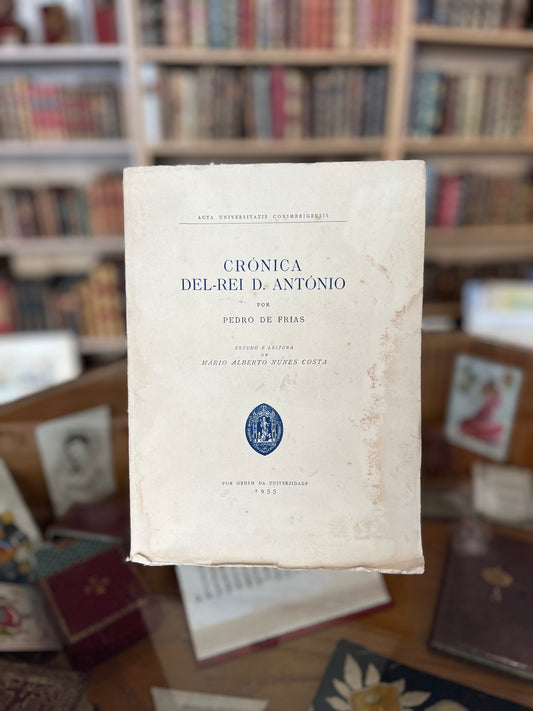 ACTA UNIVERSITATIS CONIMBRIGENSIS
CRÓNICA
DEL-REI D. ANTÓNIO
POR
PEDRO DE FRIAS
ESTUDO E LEITURA
DE
MÁRIO ALBERTO NUNES COSTA
POR ORDEM DA UNIVERSIDADE
1955